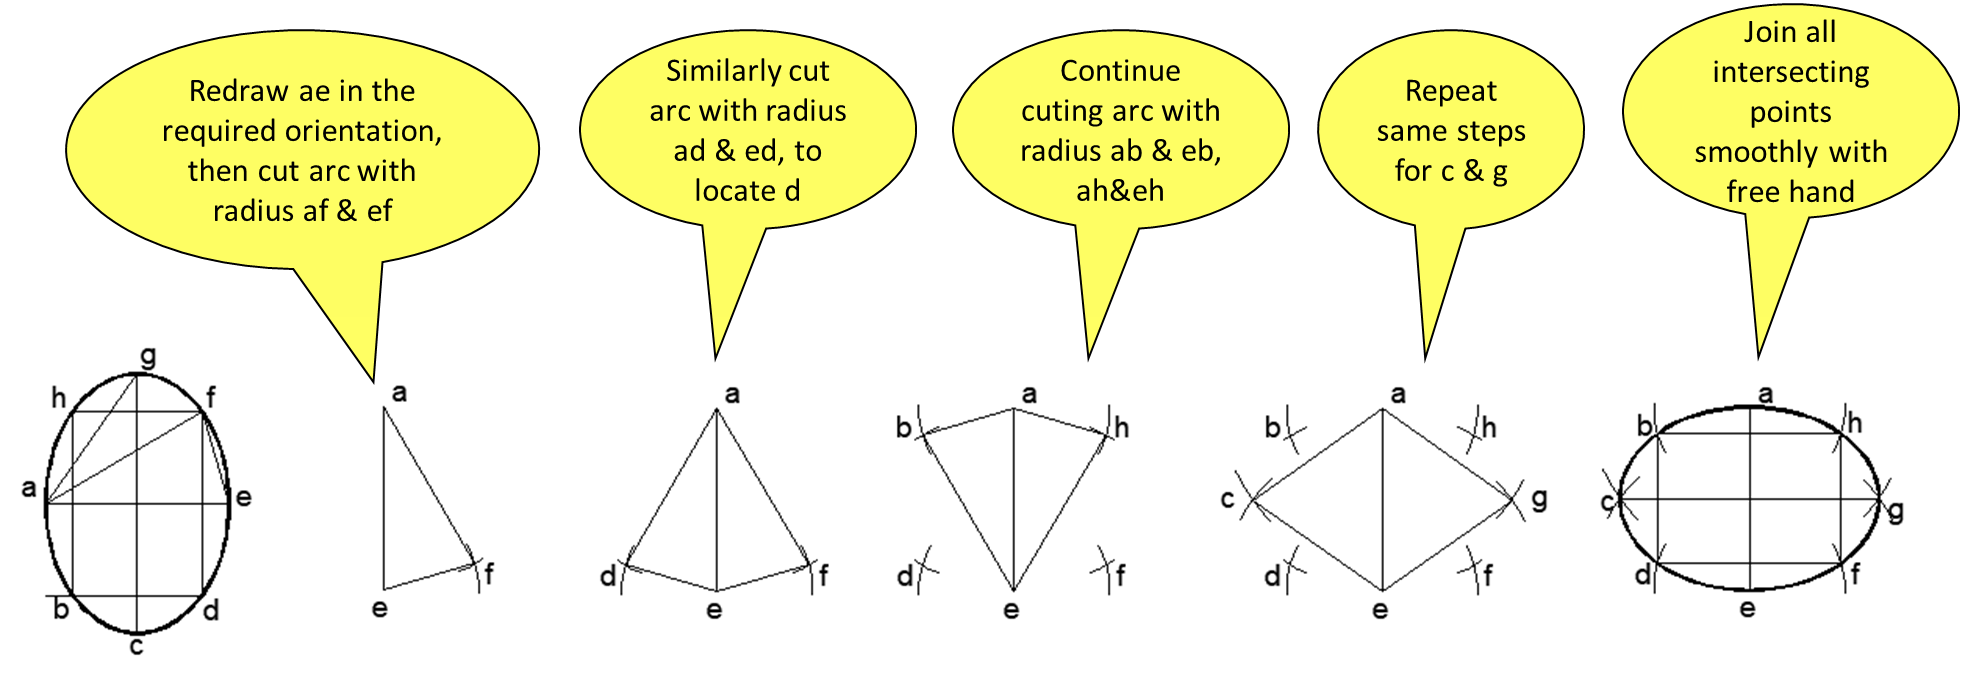 Redraw ae in the
required orientation,
then cut arc with
radius af & ef
Similarly cut
arc with radius
ad & ed, to
locate d
Continue
cuting arc with
radius ab & eb,
ah&eh
Repeat
same steps
for c & g
Join all
intersecting
points
smoothly with
free hand
g
h f
a e
b d
c
a
f
e
a
d f
e
a
b h
d f
e
a
b h
c g
d f
e
a
b h
c g
d f
e